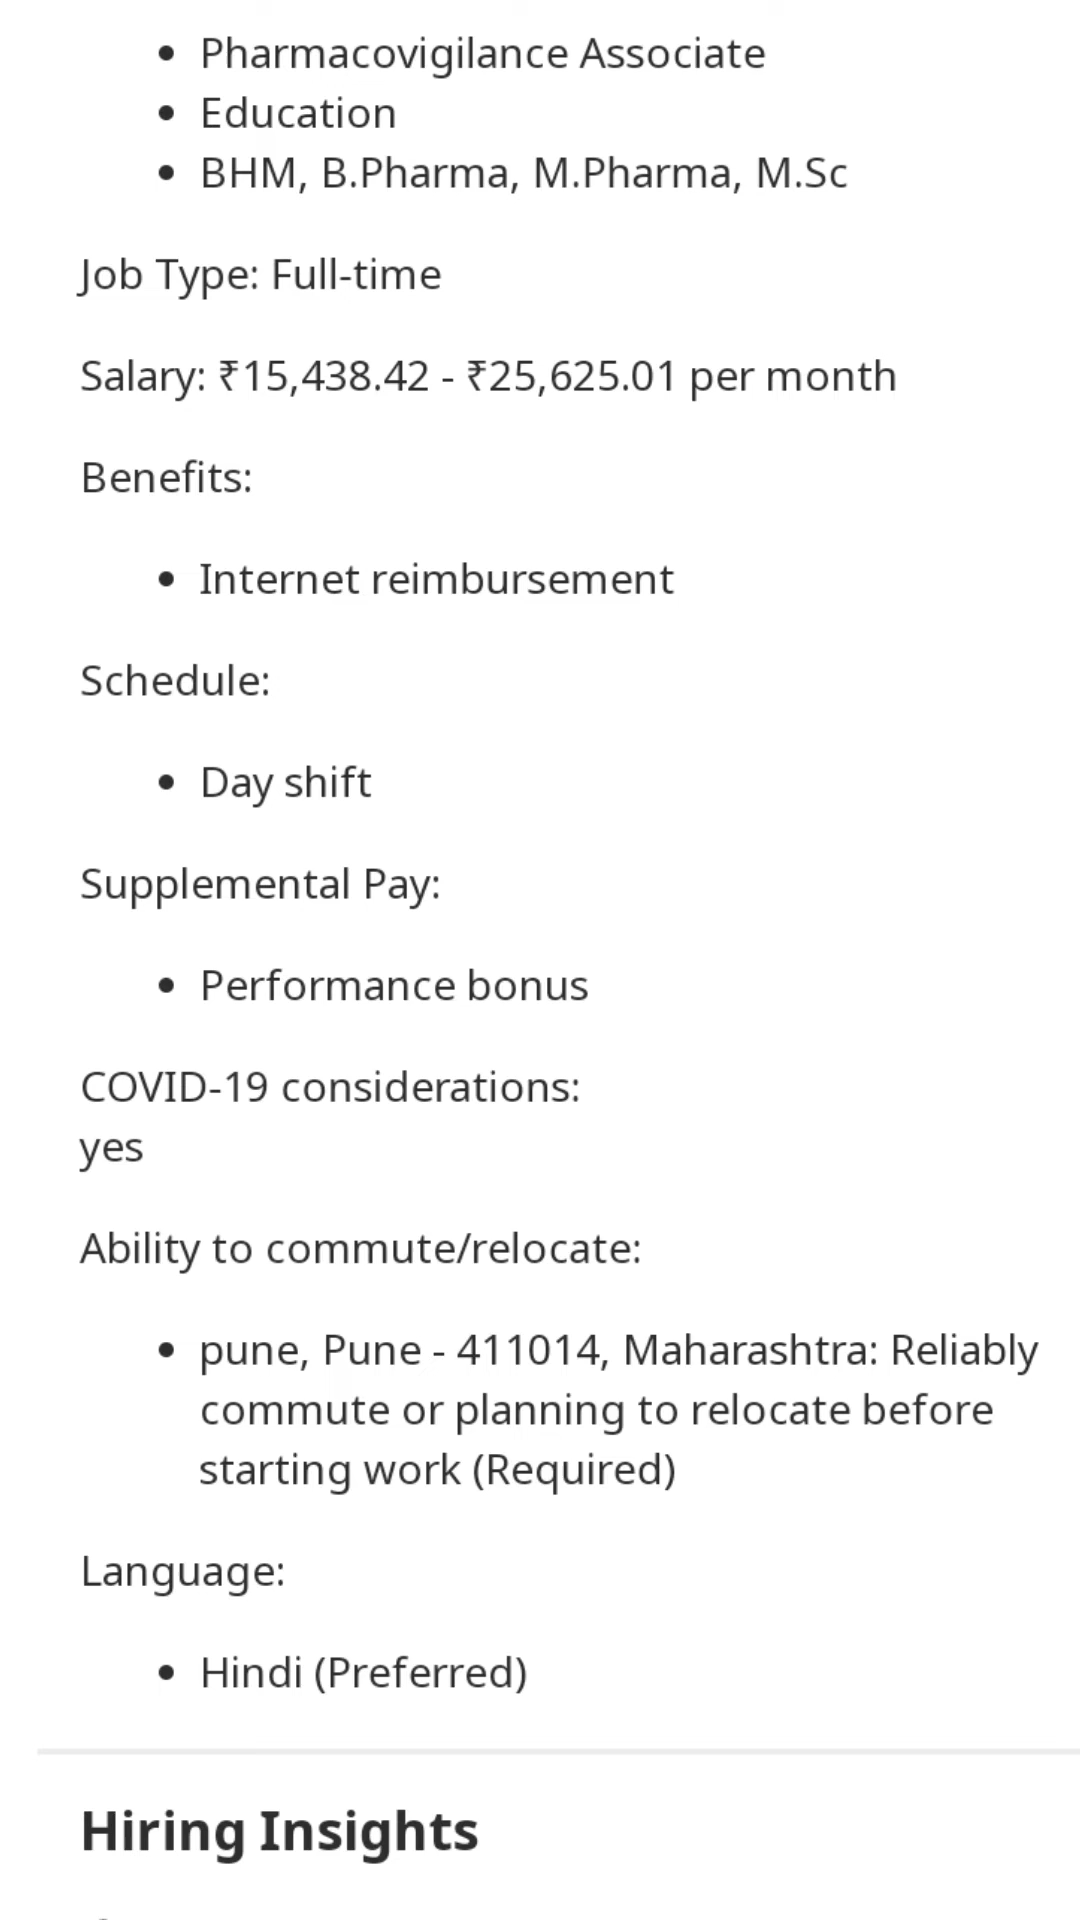 Pharmacovigilance Associate
Education
BHM, B.Pharma, M.Pharma, M.Sc
Job Type: Full-time
Salary: ₹15,438.42 - ₹25,625.01 per month
Benefits:
Internet reimbursement
Schedule:
Day shift
Supplemental Pay:
Performance bonus
COVID-19 considerations:
yes
Ability to commute/relocate:
pune, Pune - 411014, Maharashtra: Reliably
commute or planning to relocate before
starting work (Required)
Language:
Hindi (Preferred)
Hiring Insights